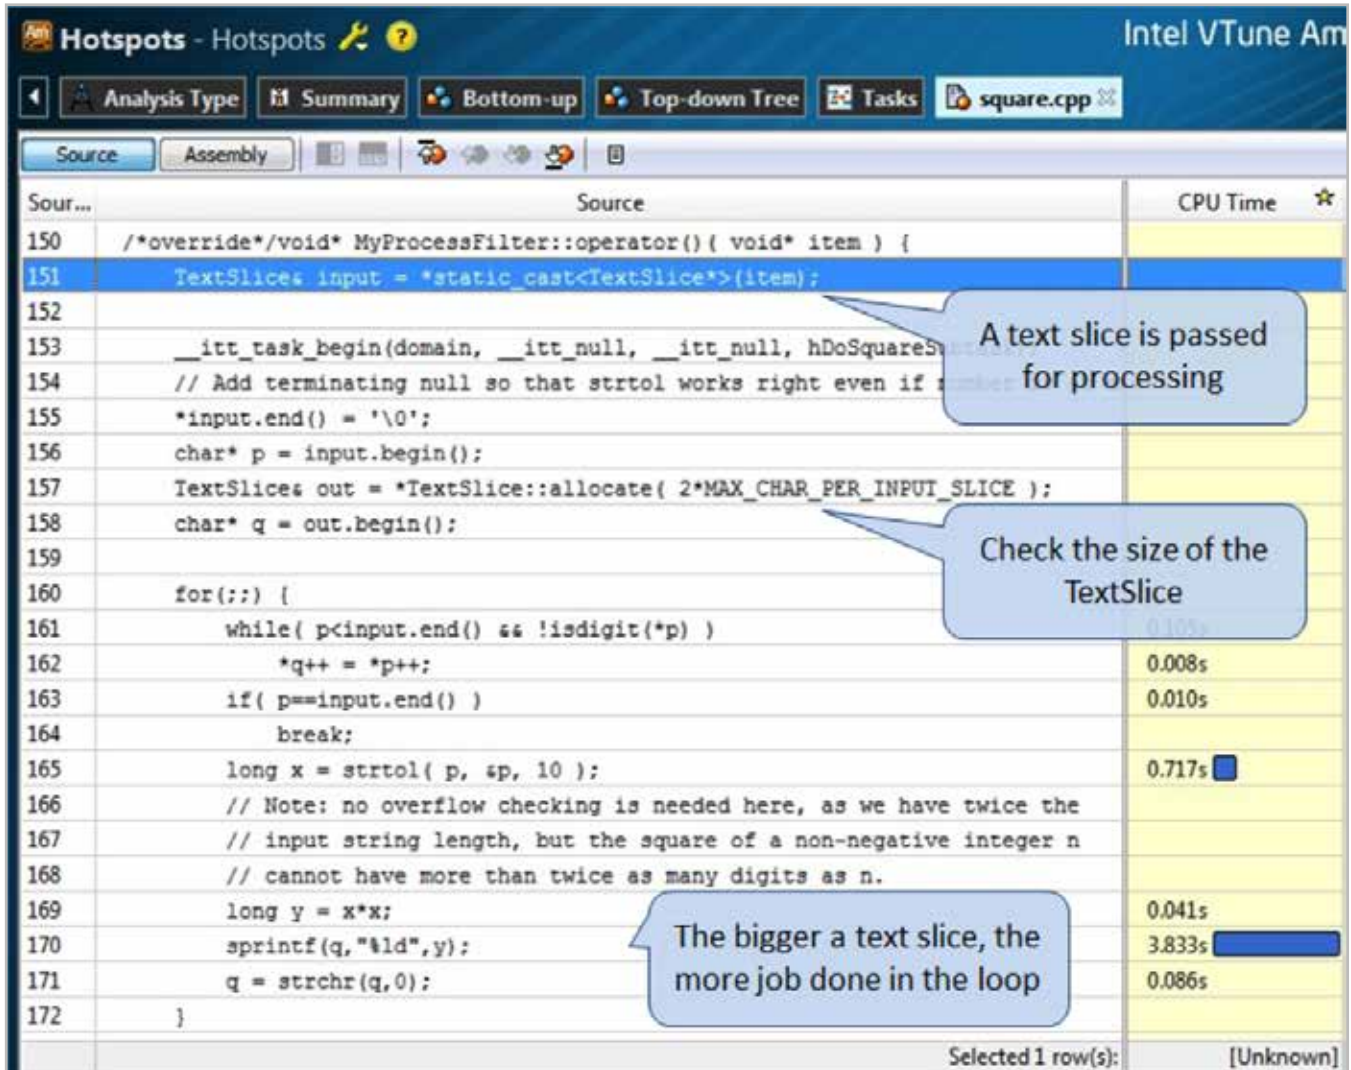 Hotspots - Hotspots ? Intel VTune Am
Analysis Type Summary Bottom-up Top-down Tree Tasks square.cpp
Source Assembly
Sour... Source CPU Time
150 /*override*/void* MyProcessFilter::operator()( void* item ) {
151 TextSlice& input = *static_cast<TextSlice*>(item);
152
153 __itt_task_begin(domain, __itt_null, __itt_null,
154 // Add terminating null so that strtol works right even if
155 *input.end() = '\0';
156 char* p = input.begin();
157 TextSlice& out = *TextSlice::allocate( 2*MAX_CHAR_PER_INPUT_SLICE );
158 char* q = out.begin();
159
160 for(;;) {
161 while( p<input.end() && !isdigit(*p) ) 0.105s
162 *q++ = *p++; 0.008s
163 if( p==input.end() ) 0.010s
164 break;
165 long x = strtol( p, &p, 10 ); 0.717s
166 // Note: no overflow checking is needed here, as we have twice the
167 // input string length, but the square of a non-negative integer n
168 // cannot have more than twice as many digits as n.
169 long y = x*x; 0.041s
170 sprintf(q,"%ld",y); 3.833s
171 q = strchr(q,0); 0.086s
172 }
A text slice is passed
for processing
Check the size of the
TextSlice
The bigger a text slice, the
more job done in the loop
Selected 1 row(s): [Unknown]